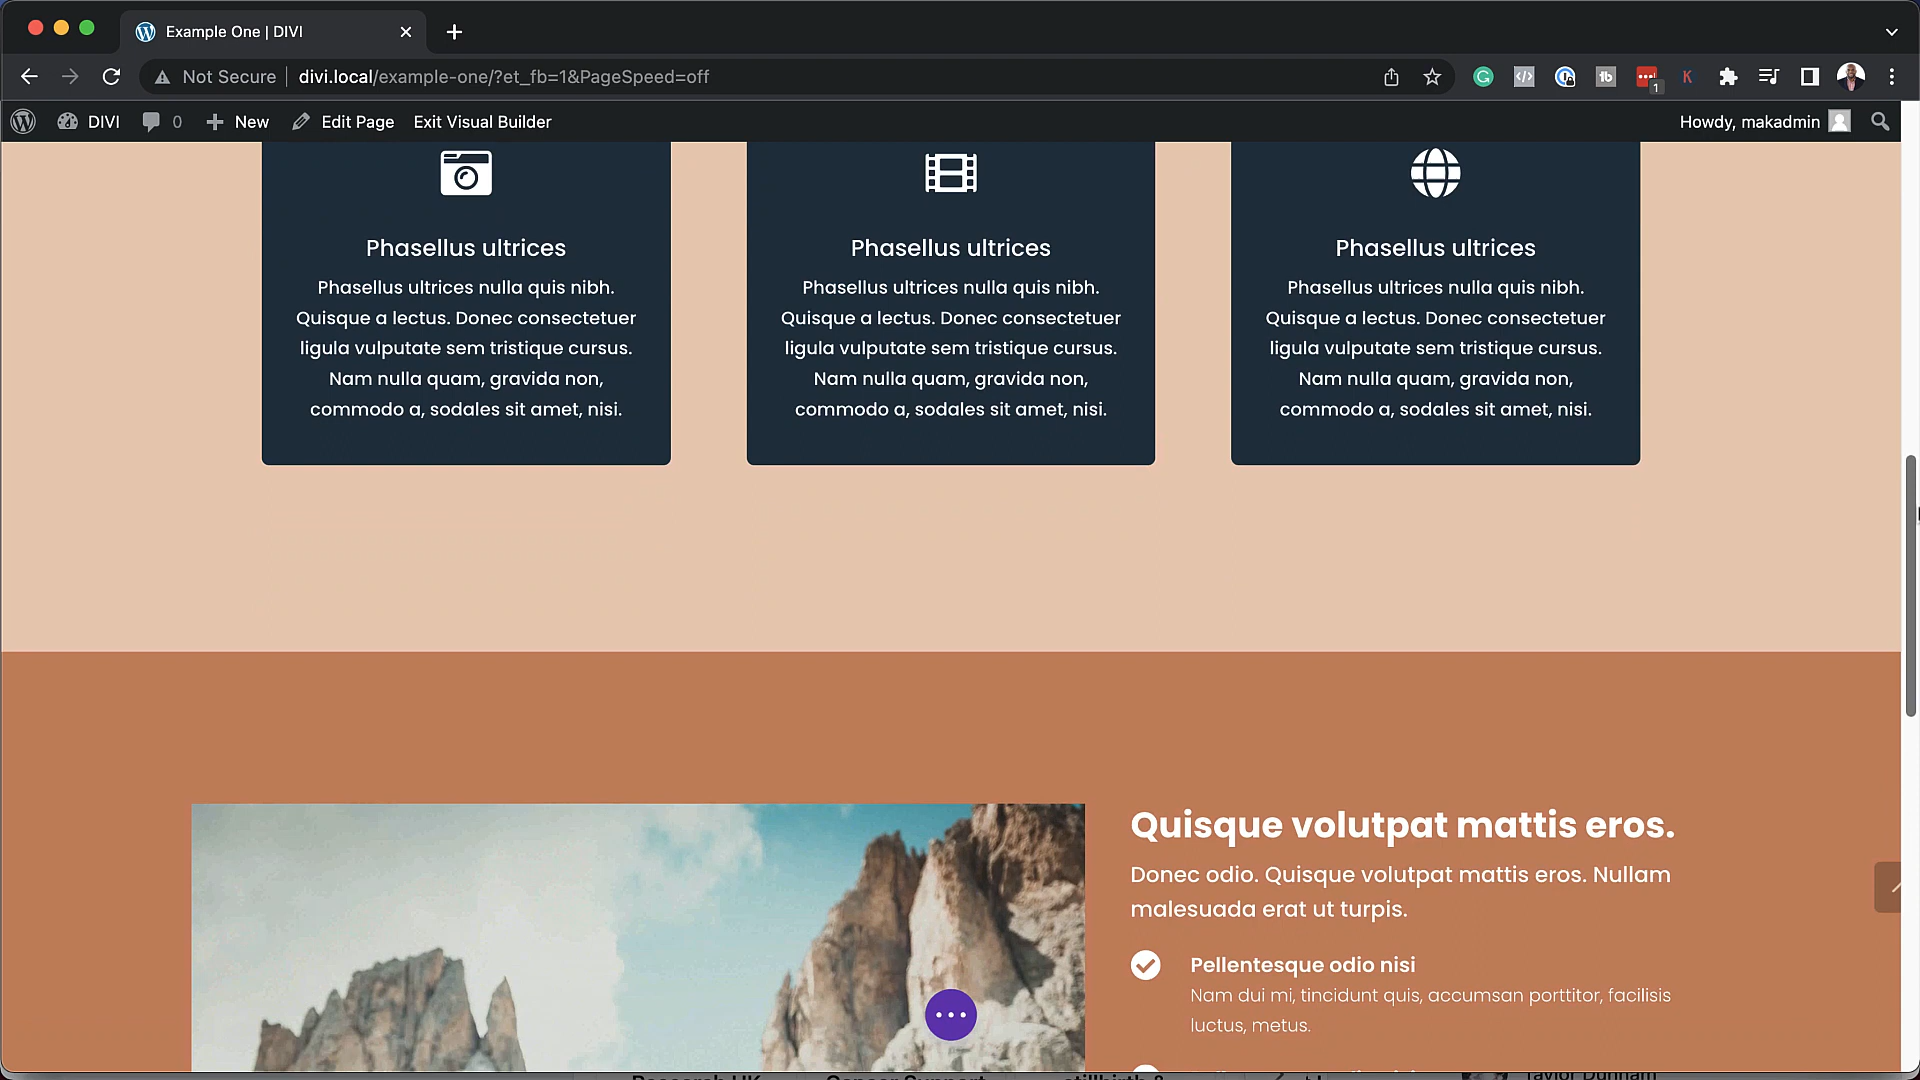 Example One | DIVI
Not Secure divi.local/example-one/?et_fb=1&PageSpeed=off
1
DIVI 0 New Edit Page Exit Visual Builder Howdy, makadmin
Phasellus ultrices
Phasellus ultrices nulla quis nibh.
Quisque a lectus. Donec consectetuer
ligula vulputate sem tristique cursus.
Nam nulla quam, gravida non,
commodo a, sodales sit amet, nisi.
Phasellus ultrices
Phasellus ultrices nulla quis nibh.
Quisque a lectus. Donec consectetuer
ligula vulputate sem tristique cursus.
Nam nulla quam, gravida non,
commodo a, sodales sit amet, nisi.
Phasellus ultrices
Phasellus ultrices nulla quis nibh.
Quisque a lectus. Donec consectetuer
ligula vulputate sem tristique cursus.
Nam nulla quam, gravida non,
commodo a, sodales sit amet, nisi.
Quisque volutpat mattis eros.
Donec odio. Quisque volutpat mattis eros. Nullam
malesuada erat ut turpis.
Pellentesque odio nisi
Nam dui mi, tincidunt quis, accumsan porttitor, facilisis
luctus, metus.